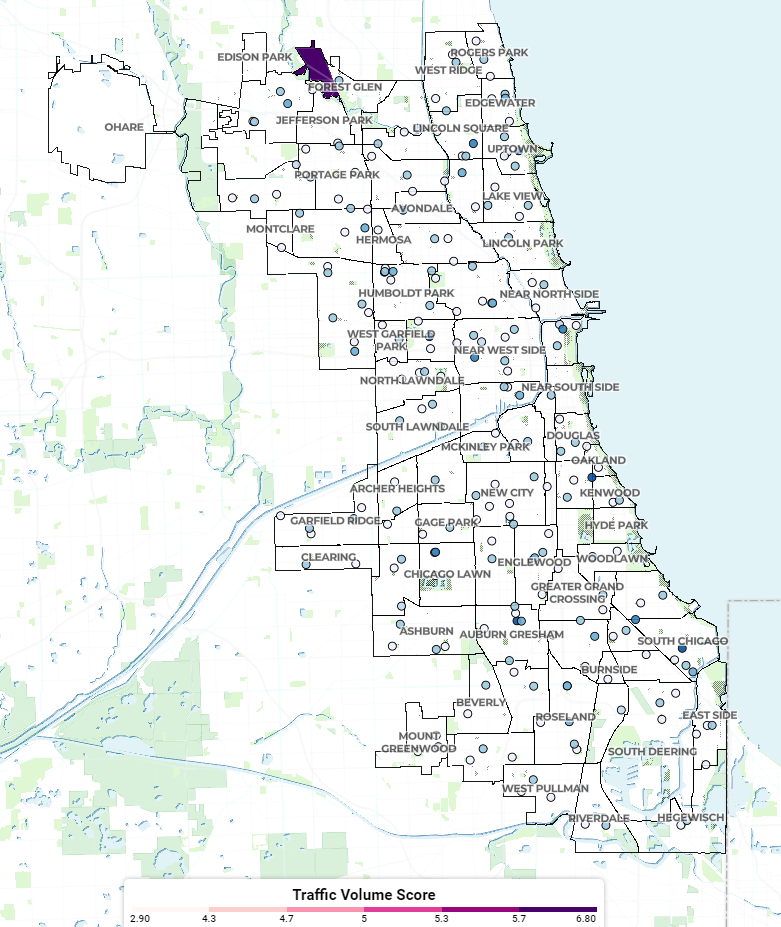 ROGERS PARK
EDISON PARK
WEST RIDGE
FOREST GLEN
EDGEWATER
JEFFERSON PARK
OHARE
LINCOLN SQUARE
UPTOWN
PORTAGE PARK
LAKE VIEW
AVONDALE
MONTCLARE
HERMOSA
LINCOLN PARK
HUMBOLDT PARK
NEAR NORTH SIDE
WEST GARFIELD
PARK
NEAR WEST SIDE
NORTH LAWNDALE
NEAR SOUTH SIDE
SOUTH LAWNDALE
DOUGLAS
MCKINLEY PARK
OAKLAND
ARCHER HEIGHTS
NEW CITY
KENWOOD
GARFIELD RIDGE
GAGE PARK
HYDE PARK
CLEARING
ENGLEWOOD
WOODLAWN
CHICAGO LAWN
GREATER GRAND
CROSSING
ASHBURN
AUBURN GRESHAM
SOUTH CHICAGO
BURNSIDE
BEVERLY
ROSELAND
EAST SIDE
MOUNT
GREENWOOD
SOUTH DEERING
WEST PULLMAN
RIVERDALE
HEGEWISCH
Traffic Volume Score
2.90 4.3 4.7 5 5.3 5.7 6.80